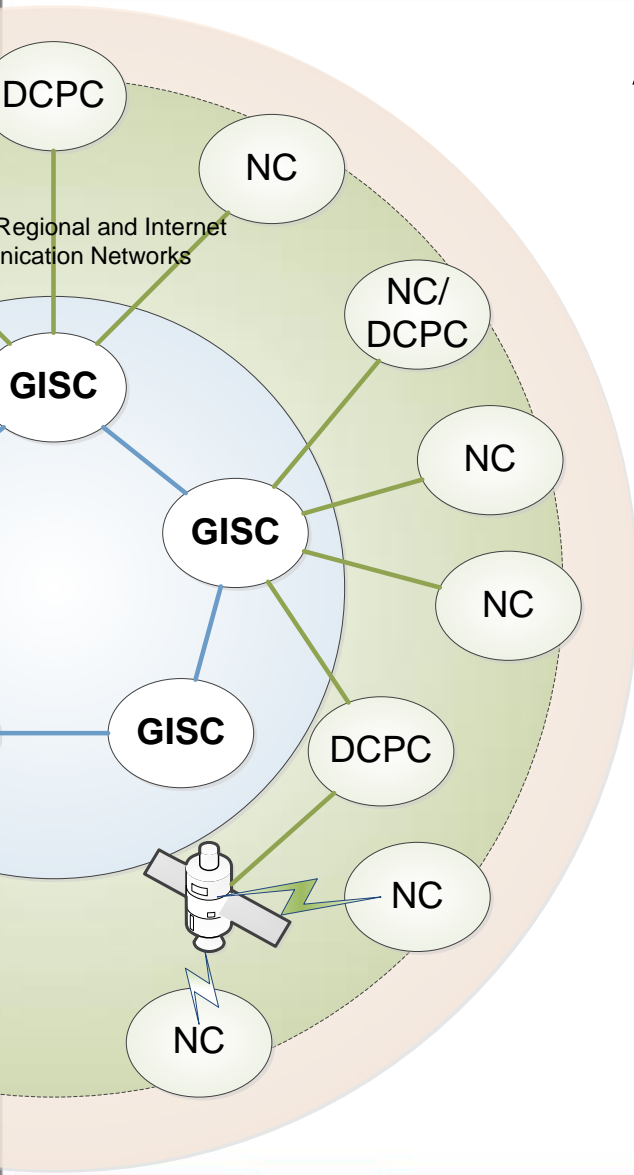 DCPC
NC
Regional and Internet
nication Networks
NC/
DCPC
GISC
NC
GISC
NC
GISC
DCPC
NC
NC